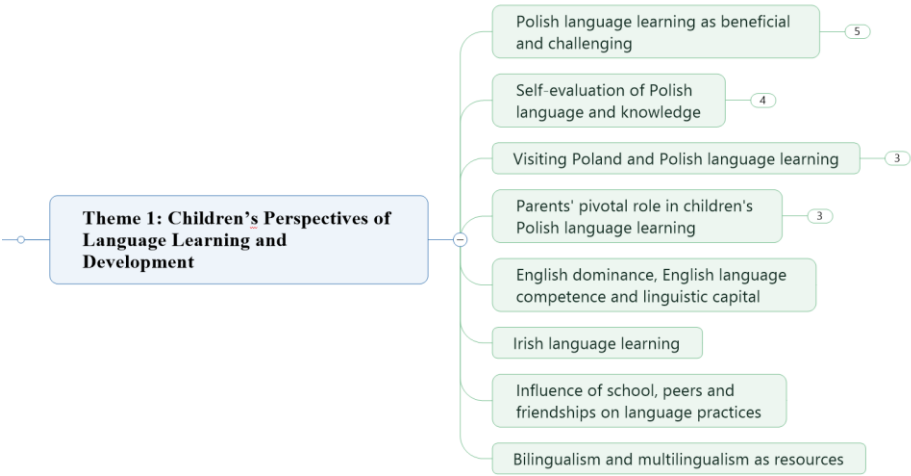 Theme 1: Children’s Perspectives of
Language Learning and
Development
Polish language learning as beneficial
and challenging
5
Self-evaluation of Polish
language and knowledge
4
Visiting Poland and Polish language learning
3
Parents' pivotal role in children's
Polish language learning
3
English dominance, English language
competence and linguistic capital
Irish language learning
Influence of school, peers and
friendships on language practices
Bilingualism and multilingualism as resources